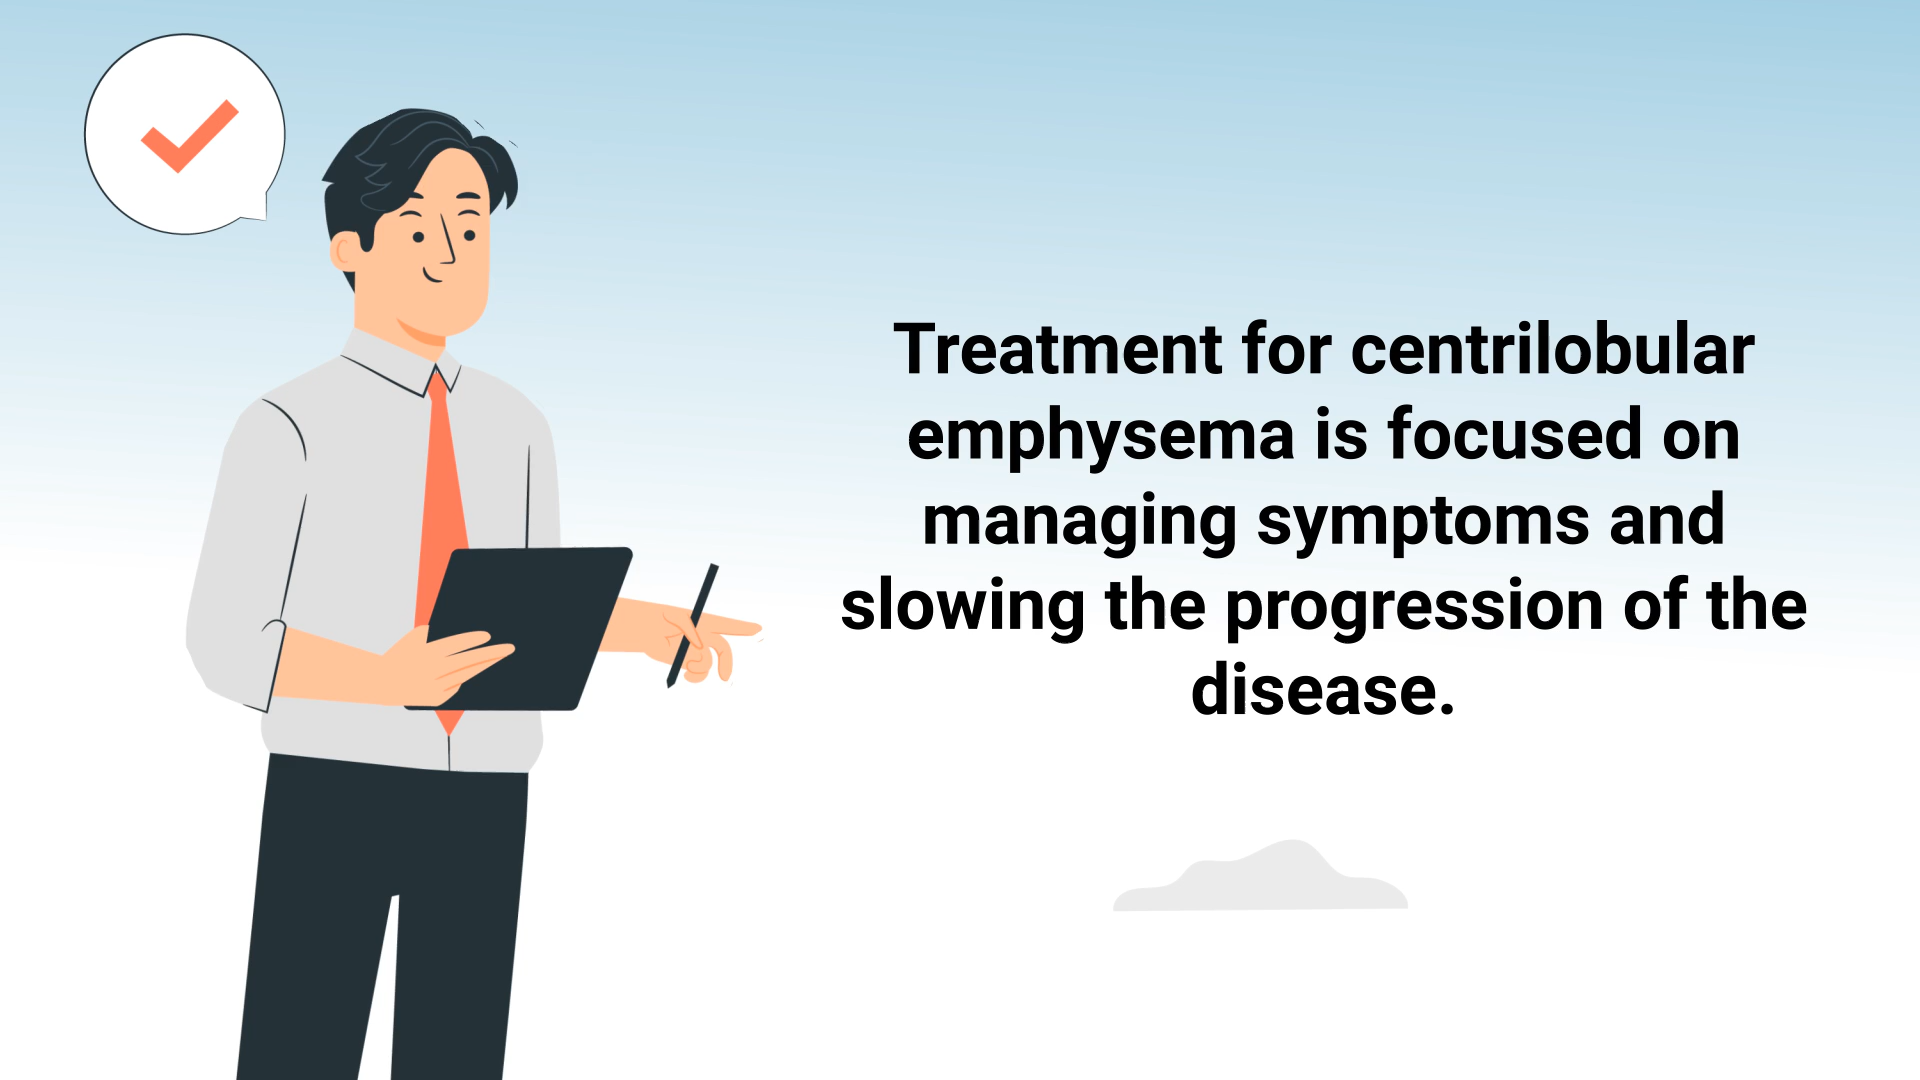 Treatment for centrilobular
emphysema is focused on
managing symptoms and
slowing the progression of the
disease.